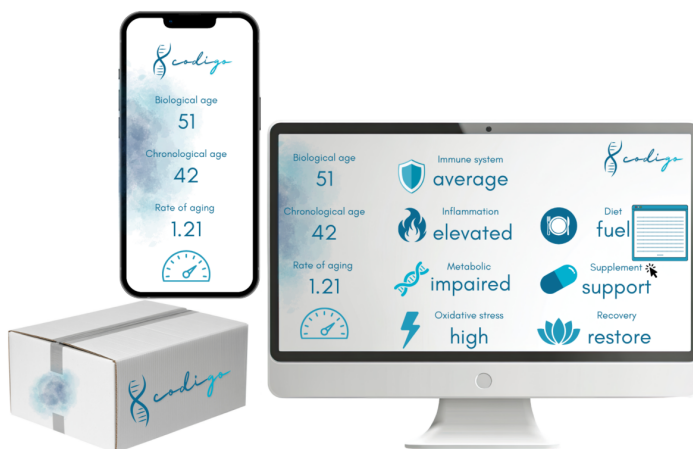 codigo
Biological age
51
Chronological age
42
Rate of aging
1.21
codigo
Biological age
51
Chronological age
42
Rate of aging
1.21
Immune system
average
Inflammation
elevated
Metabolic
impaired
Oxidative stress
high
codigo
Diet
fuel
Supplement
support
Recovery
restore